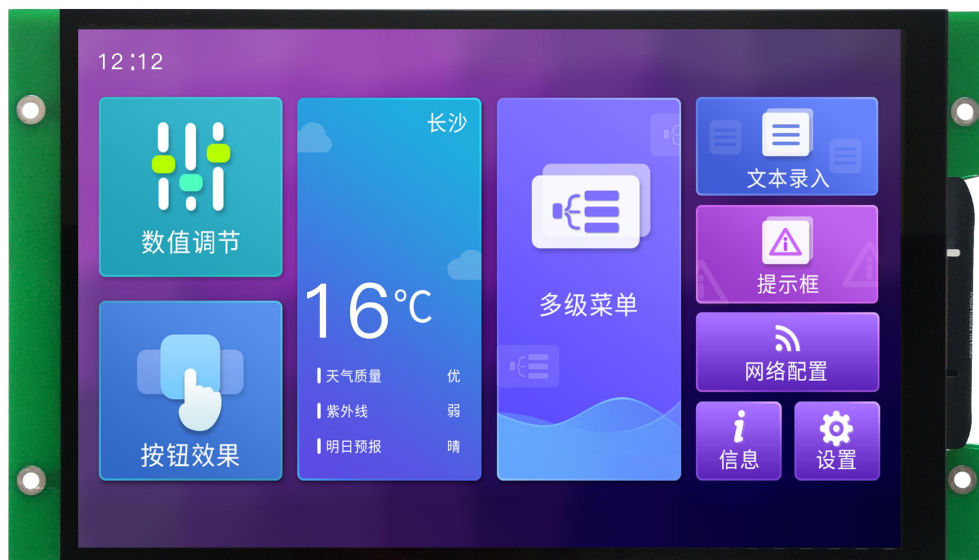 12:12
数值调节
按钮效果
长沙
16℃
天气质量 优
紫外线 弱
明日预报 晴
多级菜单
文本录入
提示框
网络配置
信息
设置